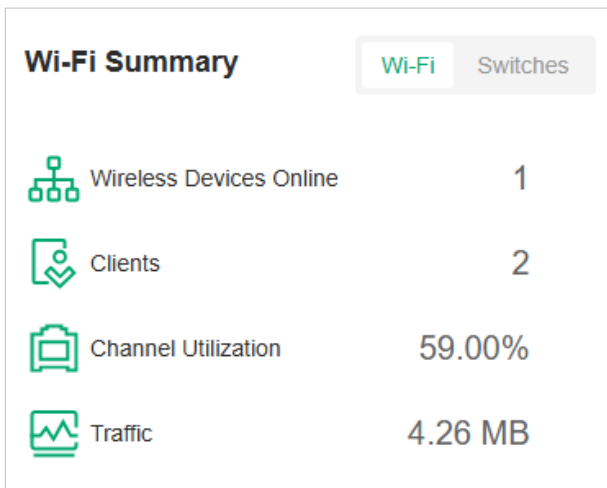 Wi-Fi Summary Wi-Fi Switches
Wireless Devices Online 1
Clients 2
Channel Utilization 59.00%
Traffic 4.26 MB